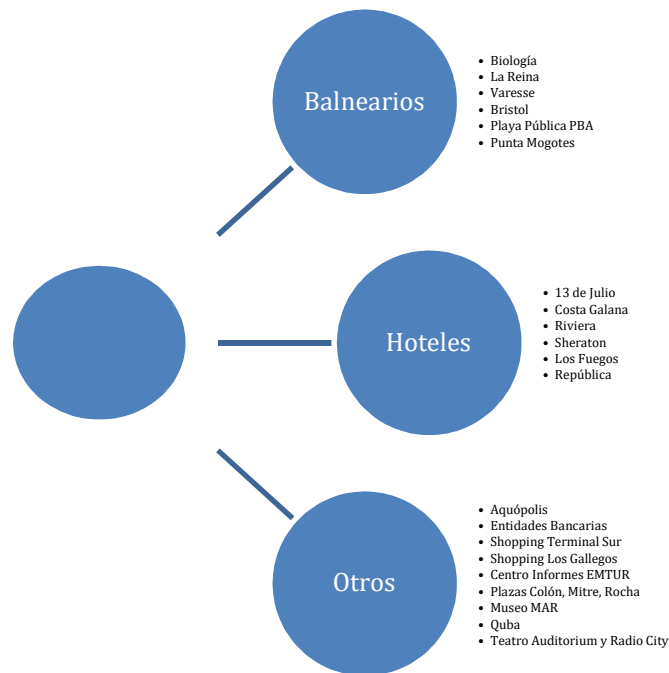 Balnearios
• Biología
• La Reina
• Varesse
• Bristol
• Playa Pública PBA
• Punta Mogotes
Hoteles
• 13 de Julio
• Costa Galana
• Riviera
• Sheraton
• Los Fuegos
• República
Otros
• Aquópolis
• Entidades Bancarias
• Shopping Terminal Sur
• Shopping Los Gallegos
• Centro Informes EMTUR
• Plazas Colón, Mitre, Rocha
• Museo MAR
• Quba
• Teatro Auditorium y Radio City